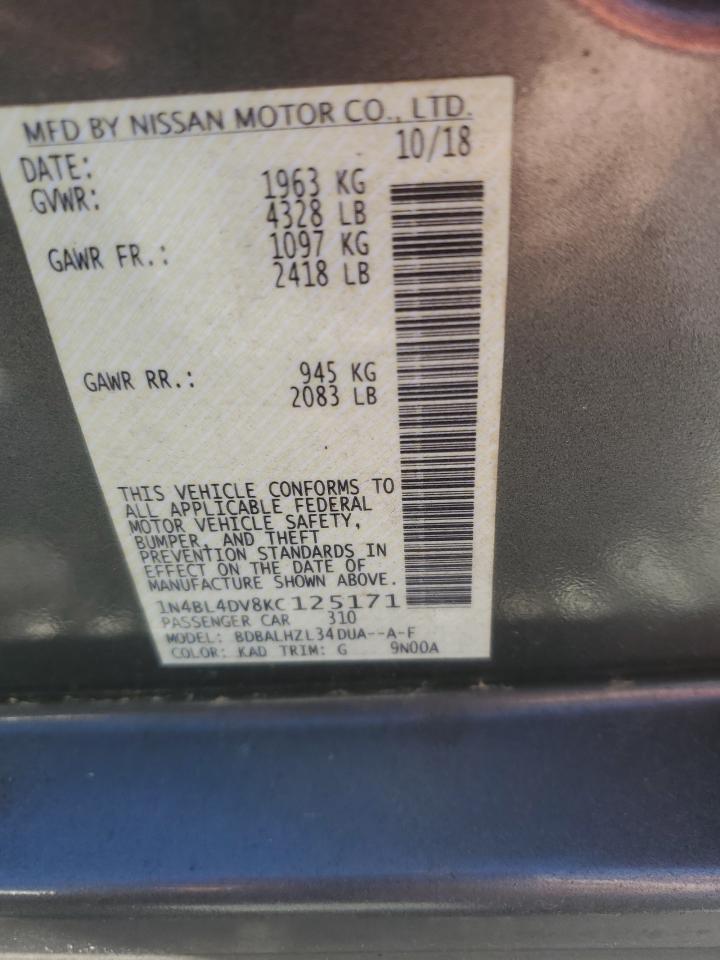 MFD BY NISSAN MOTOR CO., LTD.
DATE: 10/18
GVWR: 1963 KG
4328 LB
GAWR FR.: 1097 KG
2418 LB
GAWR RR.: 945 KG
2083 LB
THIS VEHICLE CONFORMS TO
ALL APPLICABLE FEDERAL
MOTOR VEHICLE SAFETY,
BUMPER, AND THEFT
PREVENTION STANDARDS IN
EFFECT ON THE DATE OF
MANUFACTURE SHOWN ABOVE.
1N4BL4DV8KC125171
PASSENGER CAR 310
MODEL: BDBALHZL34DUA--A-F
COLOR: KAD TRIM: G 9N00A